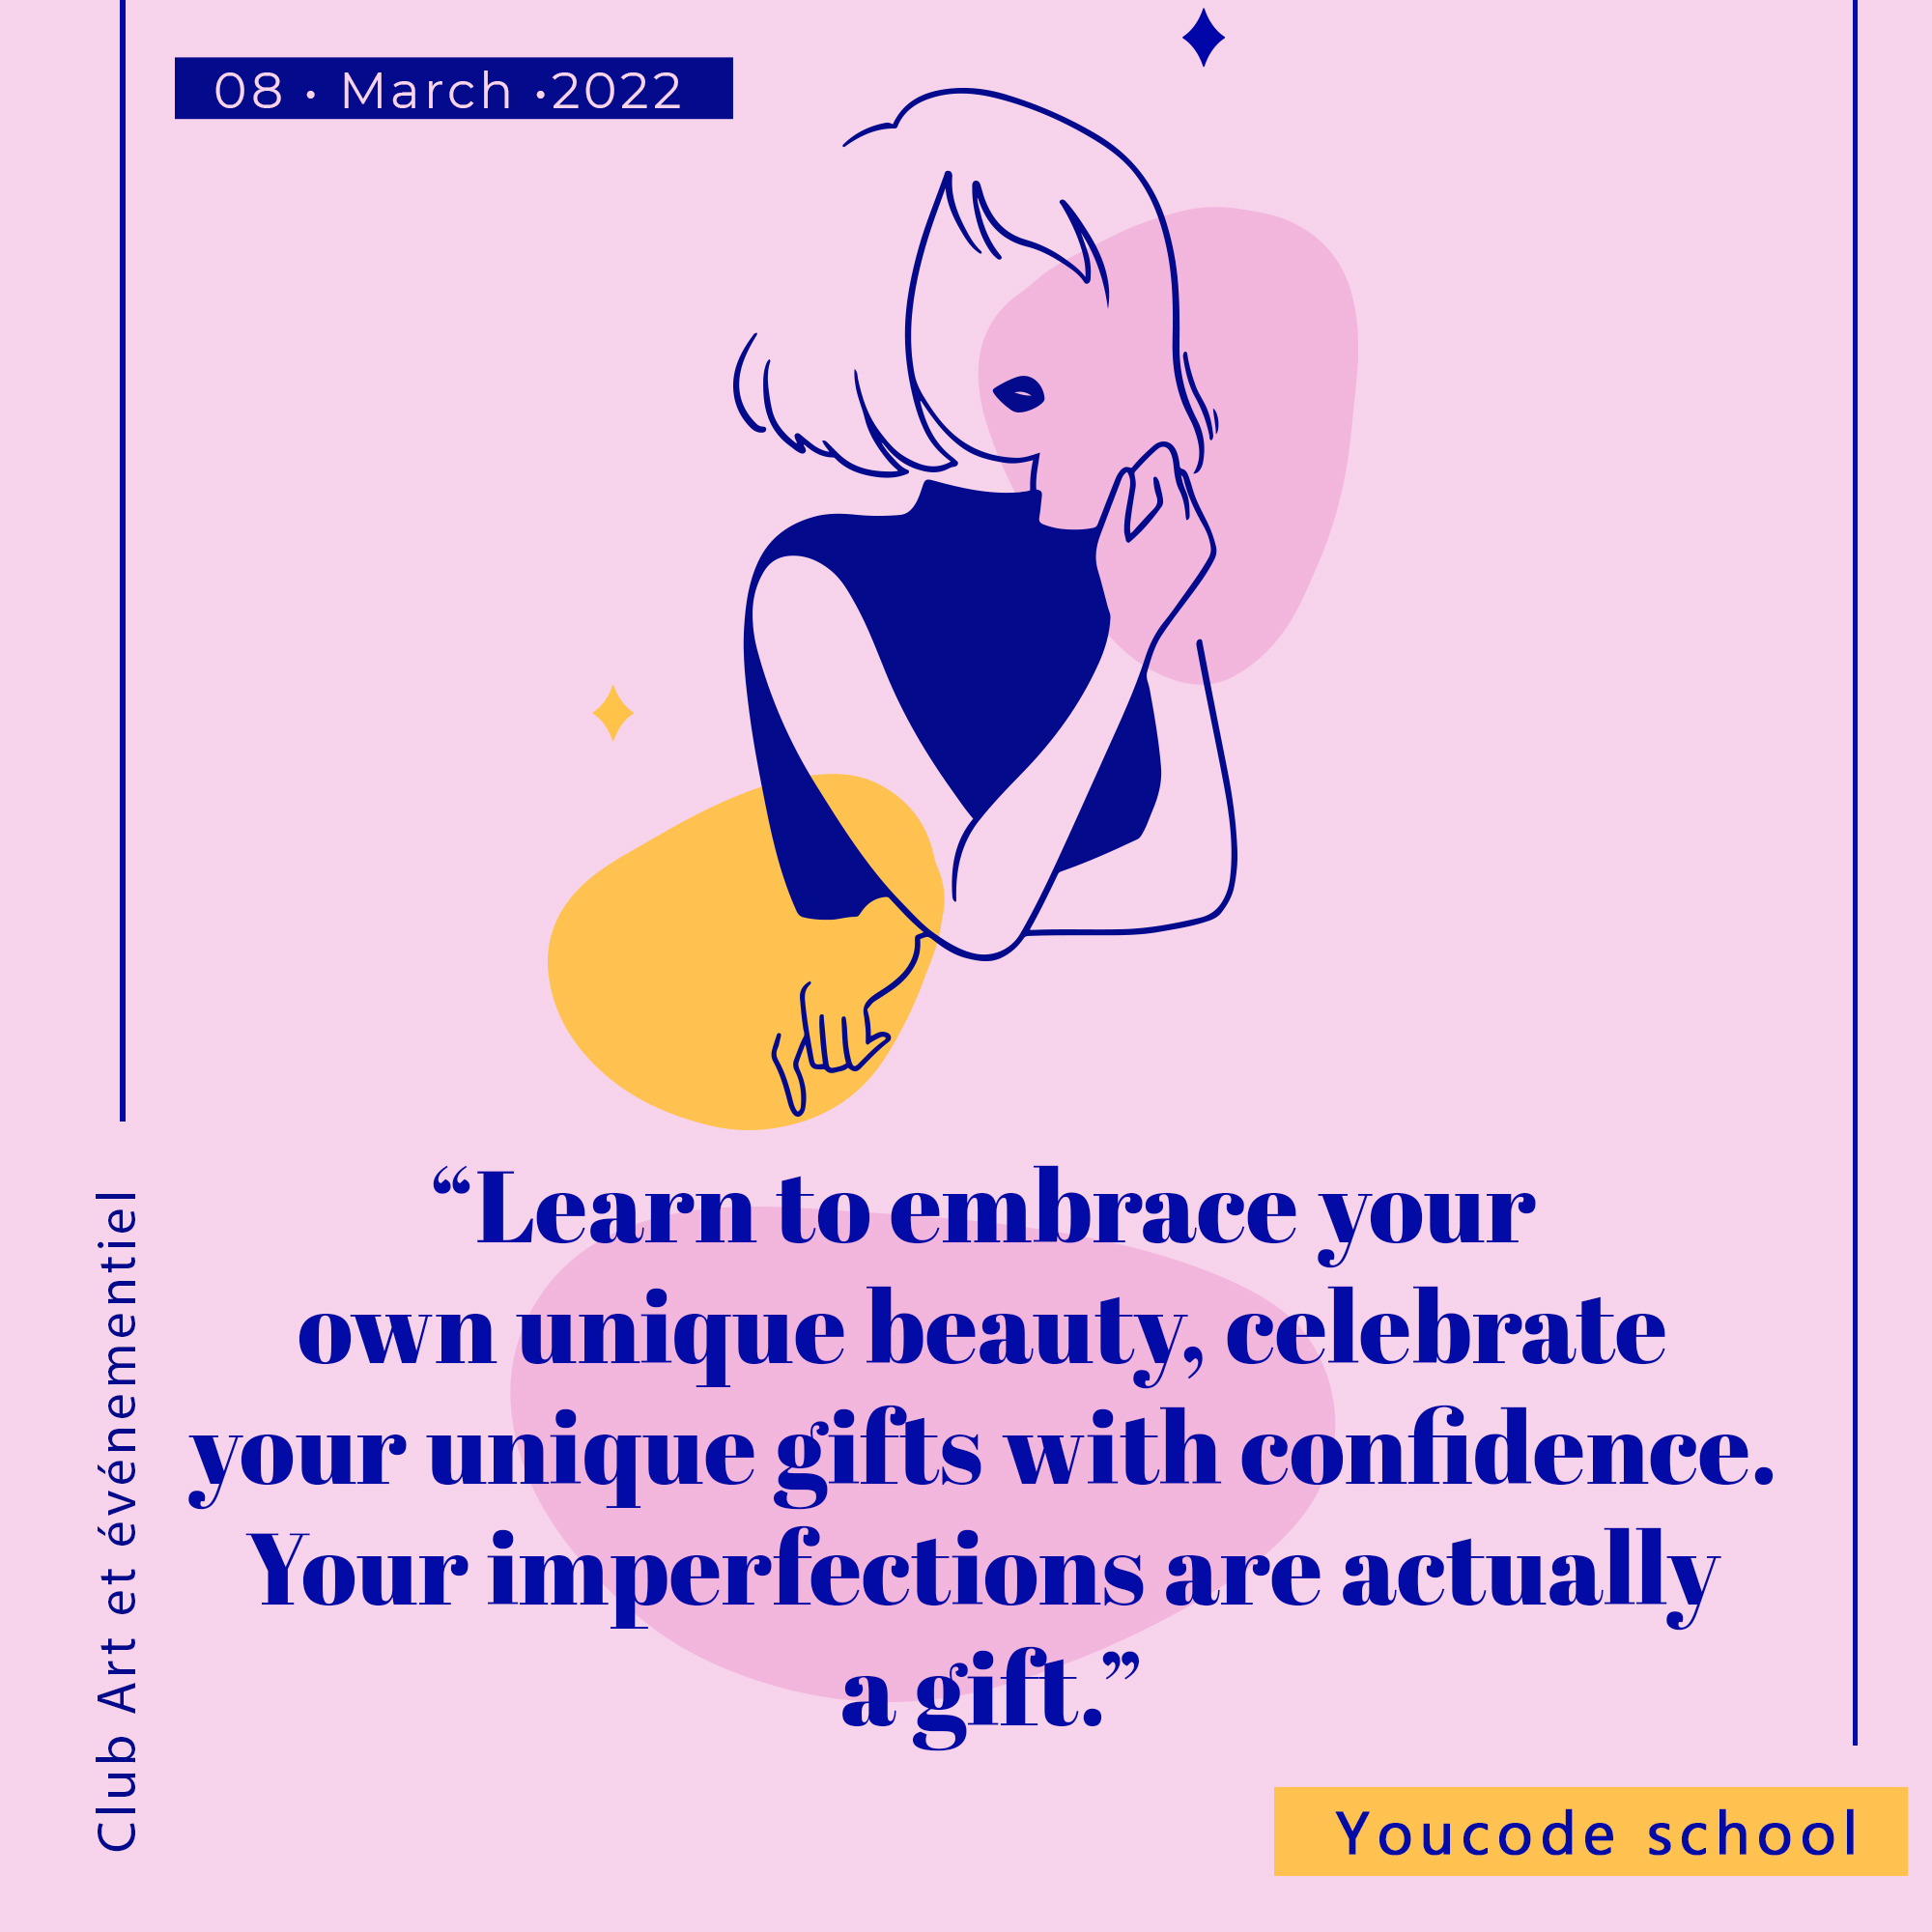 08 • March •2022
“Learn to embrace your
own unique beauty, celebrate
your unique gifts with confidence.
Your imperfections are actually
a gift.”
Club Art et événementiel
Youcode school